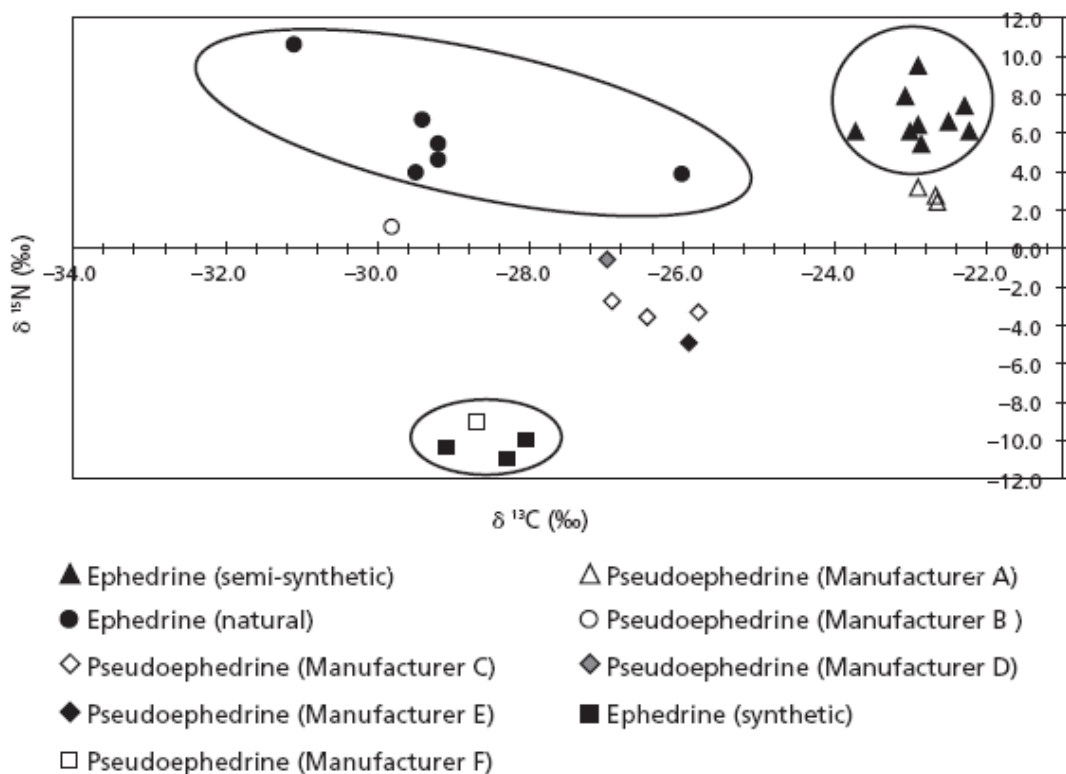 12.0
10.0
8.0
6.0
4.0
2.0
0.0
−34.0 −32.0 −30.0 −28.0 −26.0 −24.0 −22.0
−2.0
−4.0
−6.0
−8.0
−10.0
−12.0
δ ¹⁵N (‰)
δ ¹³C (‰)
Ephedrine (semi-synthetic) Pseudoephedrine (Manufacturer A)
Ephedrine (natural) Pseudoephedrine (Manufacturer B )
Pseudoephedrine (Manufacturer C) Pseudoephedrine (Manufacturer D)
Pseudoephedrine (Manufacturer E) Ephedrine (synthetic)
Pseudoephedrine (Manufacturer F)